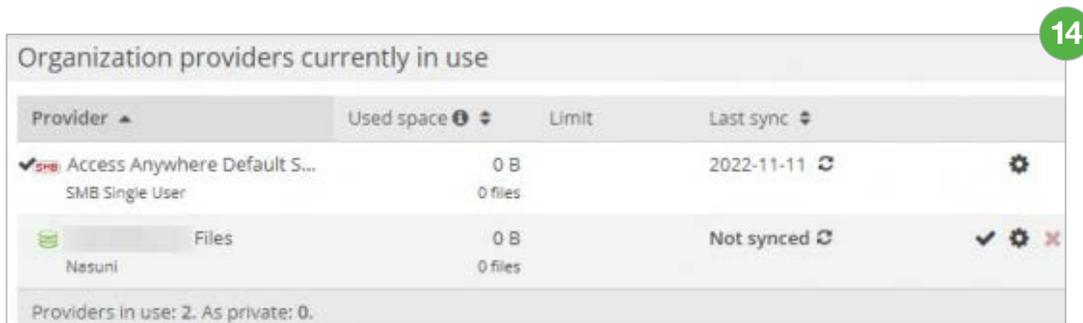 14
Organization providers currently in use
Provider Used space Limit Last sync
SMB Access Anywhere Default S... 0 B 2022-11-11
SMB Single User 0 files
Files 0 B Not synced
Nasuni 0 files
Providers in use: 2. As private: 0.